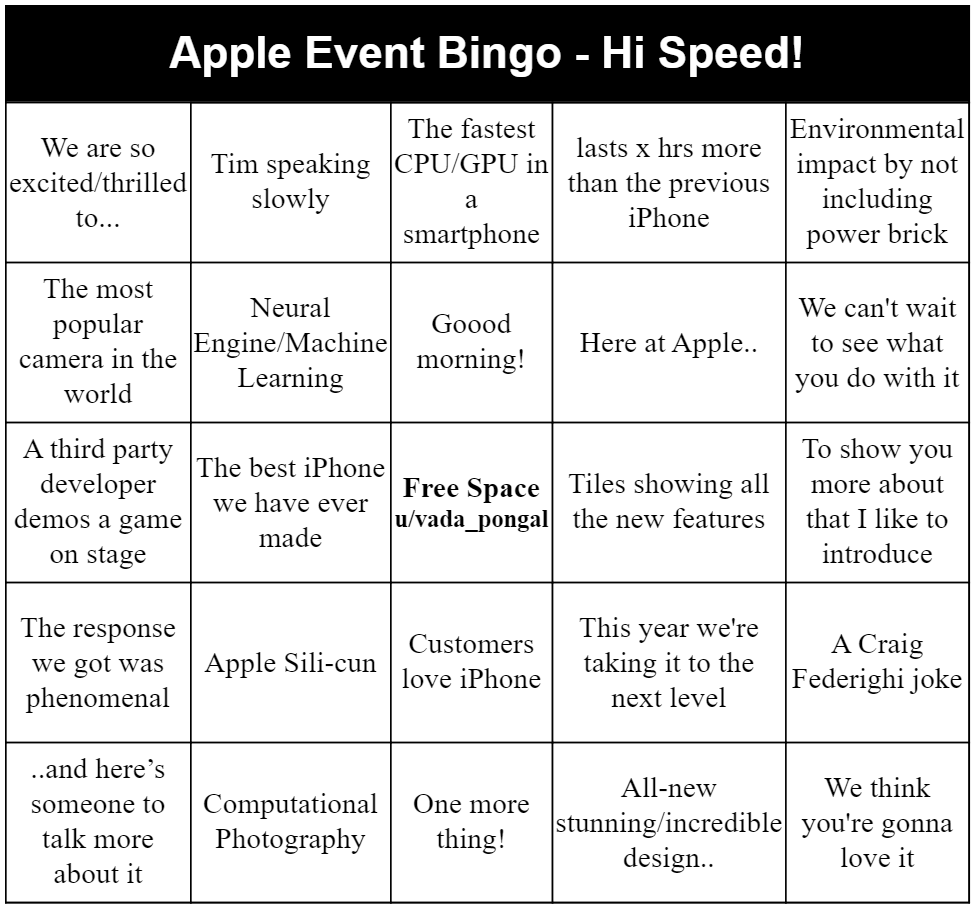 Apple Event Bingo - Hi Speed!
We are so
excited/thrilled
to...
Tim speaking
slowly
The fastest
CPU/GPU in
a
smartphone
lasts x hrs more
than the previous
iPhone
Environmental
impact by not
including
power brick
The most
popular
camera in the
world
Neural
Engine/Machine
Learning
Goood
morning!
Here at Apple..
We can't wait
to see what
you do with it
A third party
developer
demos a game
on stage
The best iPhone
we have ever
made
Free Space
u/vada_pongal
Tiles showing all
the new features
To show you
more about
that I like to
introduce
The response
we got was
phenomenal
Apple Sili-cun
Customers
love iPhone
This year we're
taking it to the
next level
A Craig
Federighi joke
..and here’s
someone to
talk more
about it
Computational
Photography
One more
thing!
All-new
stunning/incredible
design..
We think
you're gonna
love it